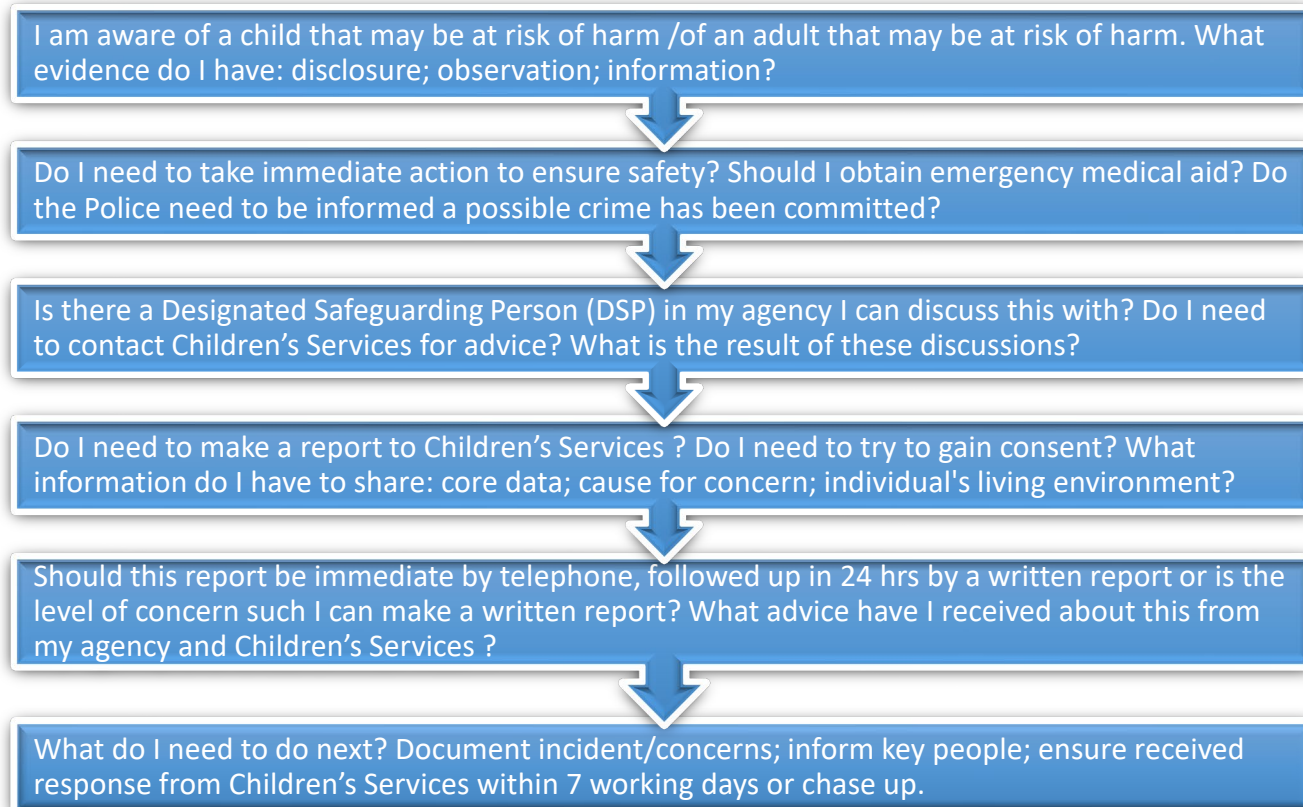 I am aware of a child that may be at risk of harm /of an adult that may be at risk of harm. What
evidence do I have: disclosure; observation; information?
Do I need to take immediate action to ensure safety? Should I obtain emergency medical aid? Do
the Police need to be informed a possible crime has been committed?
Is there a Designated Safeguarding Person (DSP) in my agency I can discuss this with? Do I need
to contact Children’s Services for advice? What is the result of these discussions?
Do I need to make a report to Children’s Services ? Do I need to try to gain consent? What
information do I have to share: core data; cause for concern; individual's living environment?
Should this report be immediate by telephone, followed up in 24 hrs by a written report or is the
level of concern such I can make a written report? What advice have I received about this from
my agency and Children’s Services ?
What do I need to do next? Document incident/concerns; inform key people; ensure received
response from Children’s Services within 7 working days or chase up.